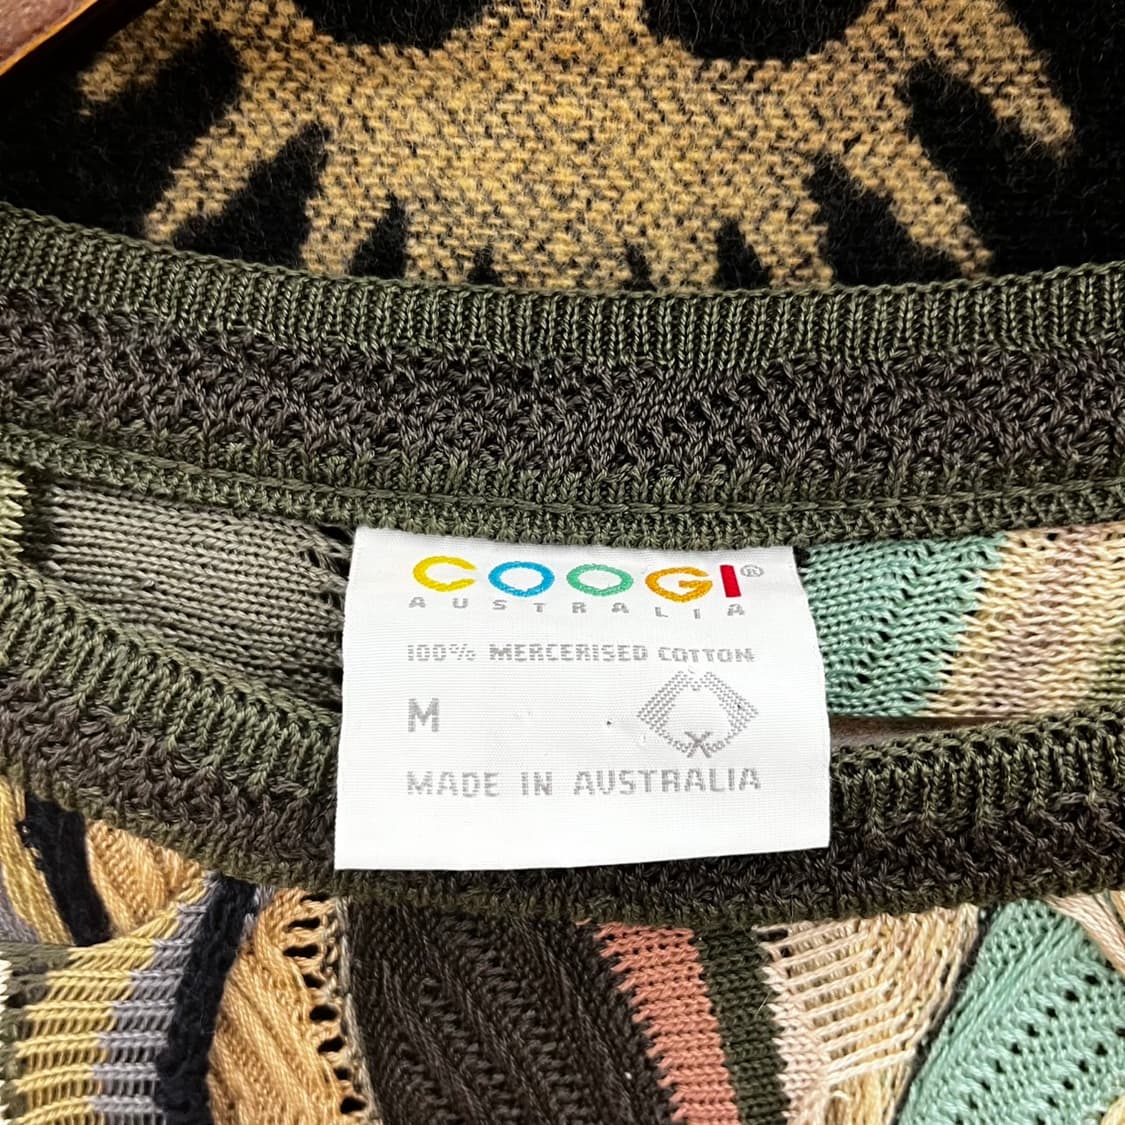 COOGI®
AUSTRALIA
100% MERCERISED COTTON
M
MADE IN AUSTRALIA